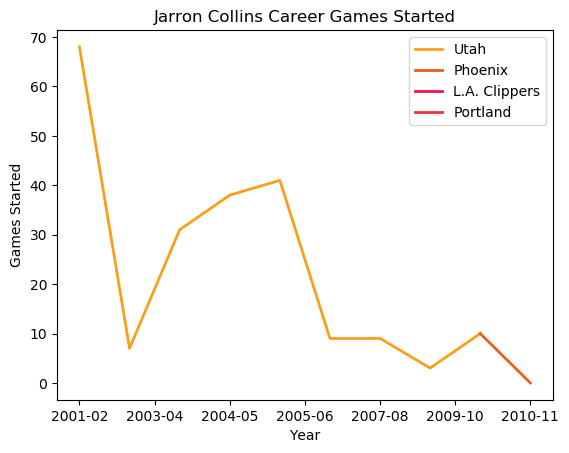 Jarron Collins Career Games Started
70
60
50
40
30
20
10
0
Games Started
Utah
Phoenix
L.A. Clippers
Portland
2001-02 2003-04 2004-05 2005-06 2007-08 2009-10 2010-11
Year